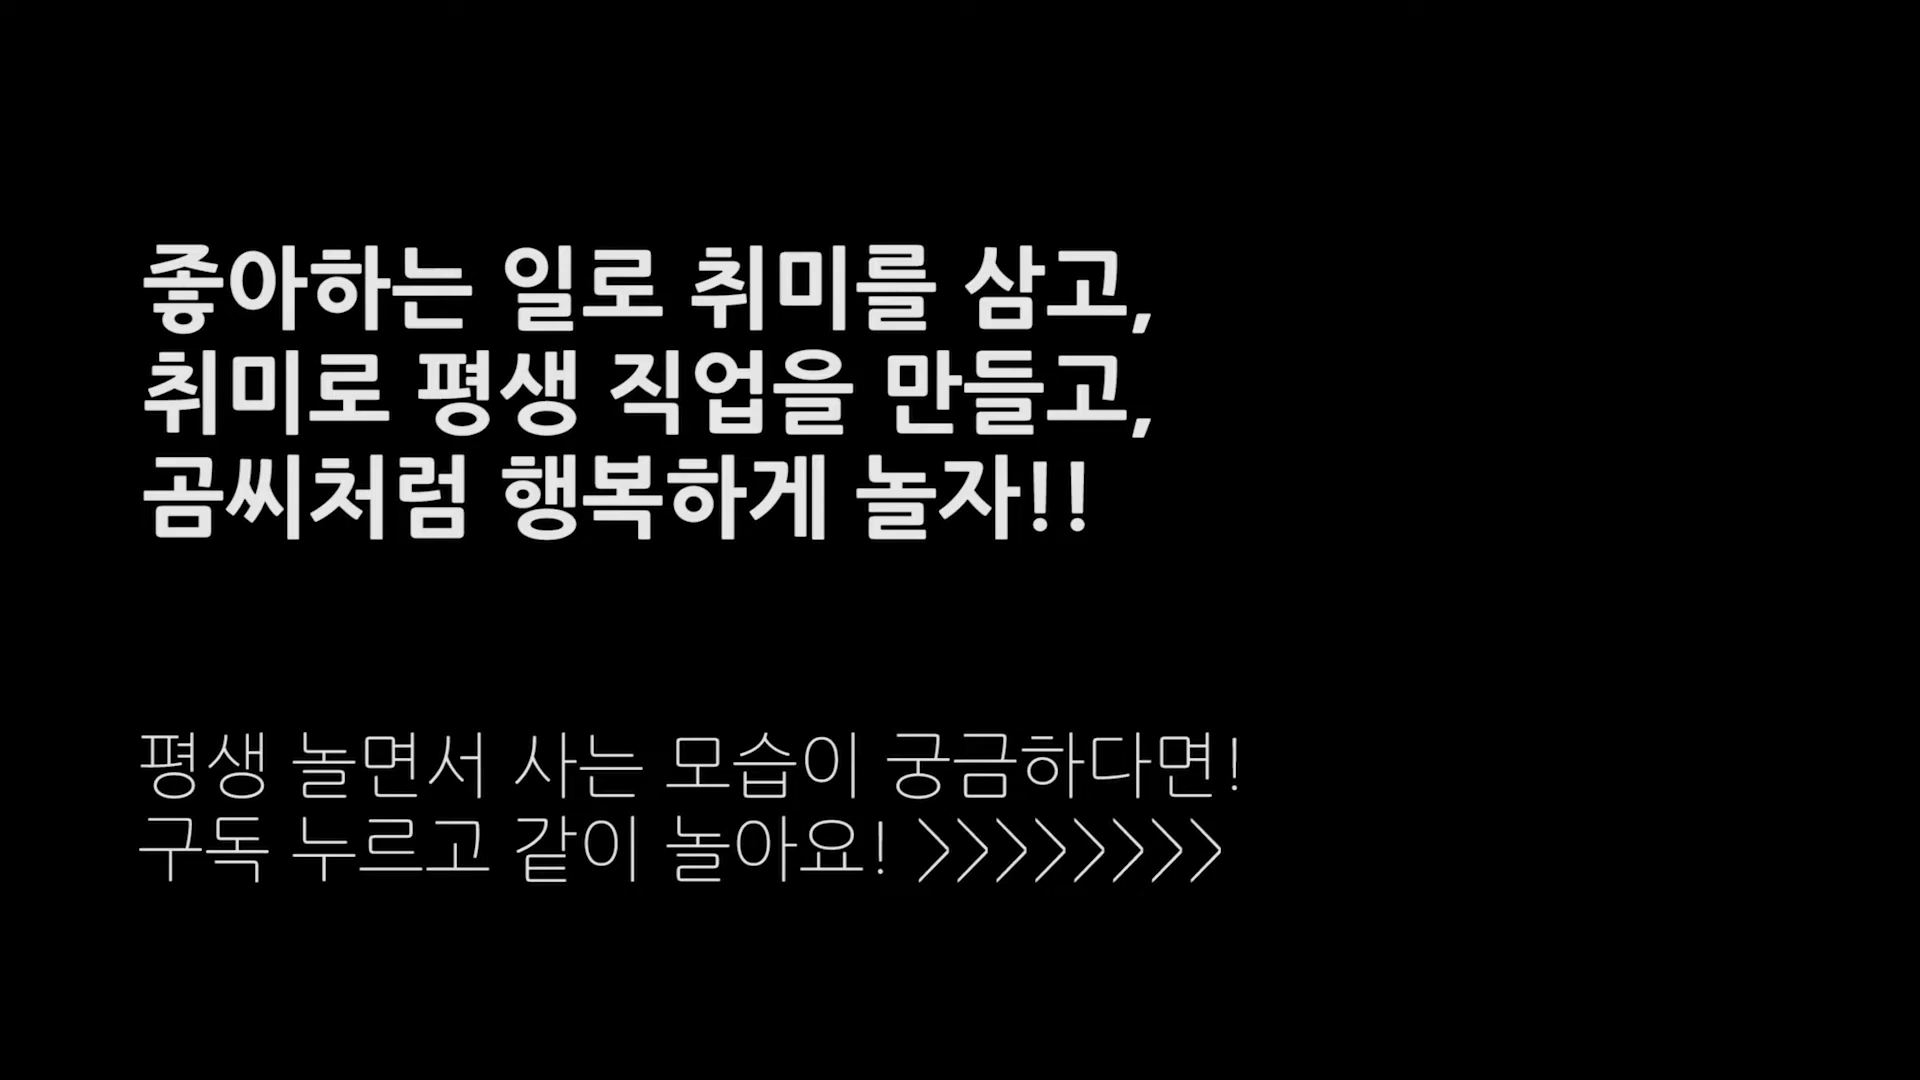 좋아하는 일로 취미를 삼고,
취미로 평생 직업을 만들고,
곰씨처럼 행복하게 놀자!!
평생 놀면서 사는 모습이 궁금하다면!
구독 누르고 같이 놀아요! >>>>>>>>